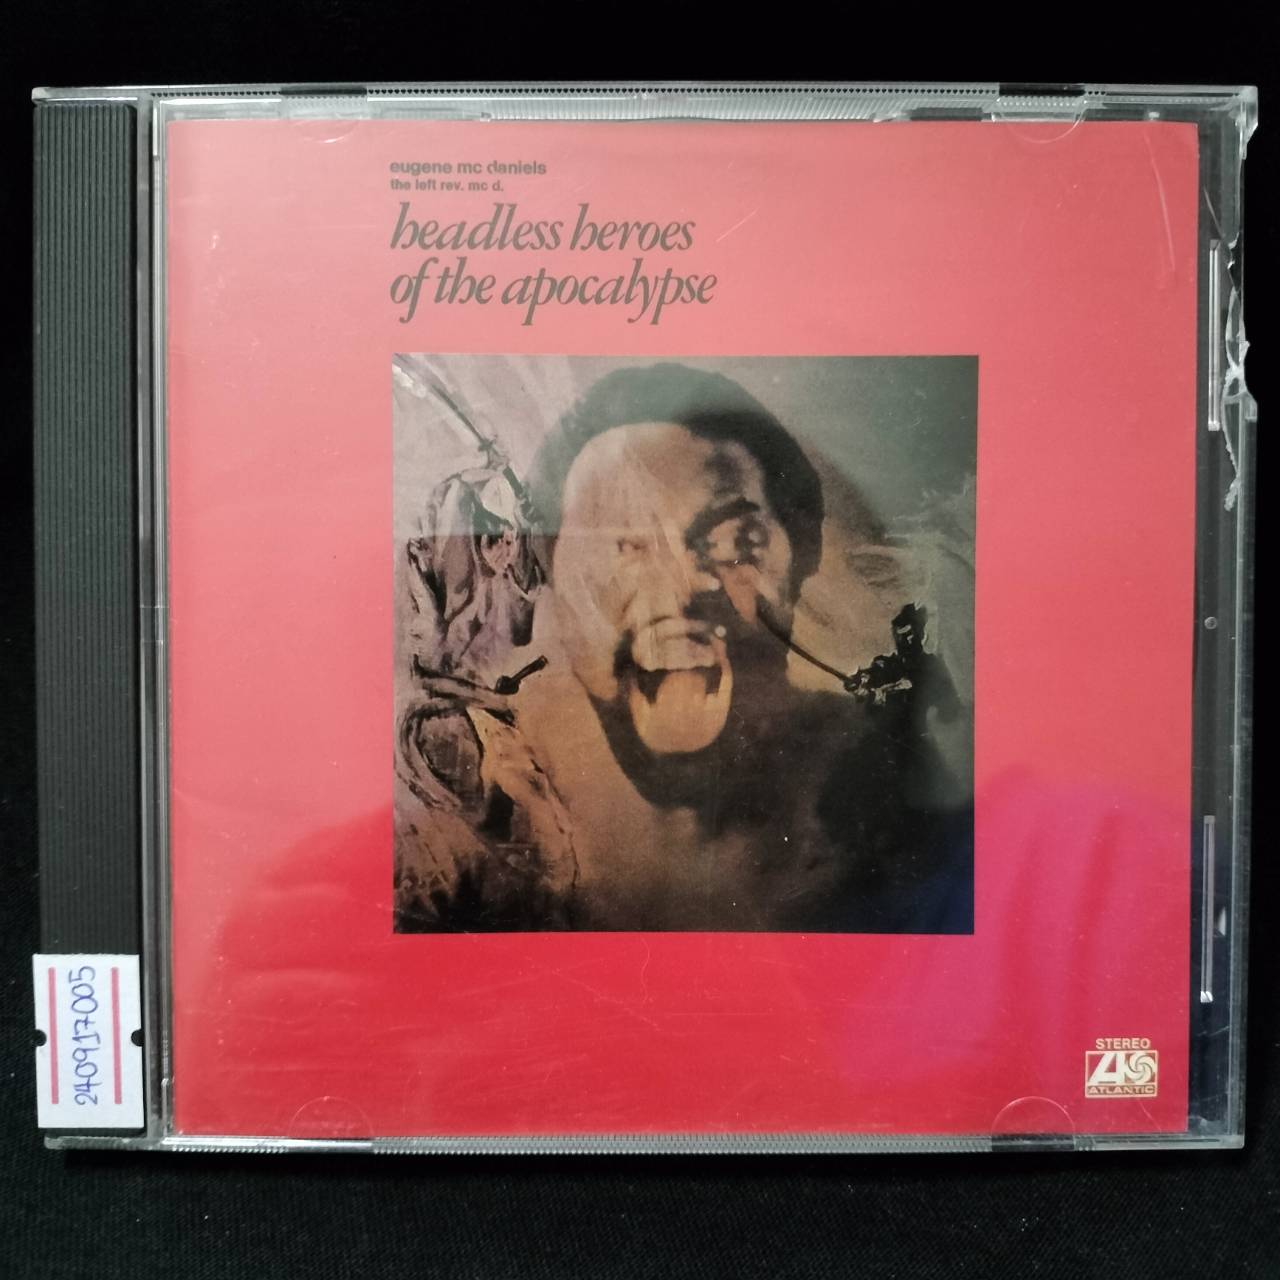 eugene mc daniels
the left rev. mc d.
headless heroes
of the apocalypse
STEREO
ATLANTIC
240917005